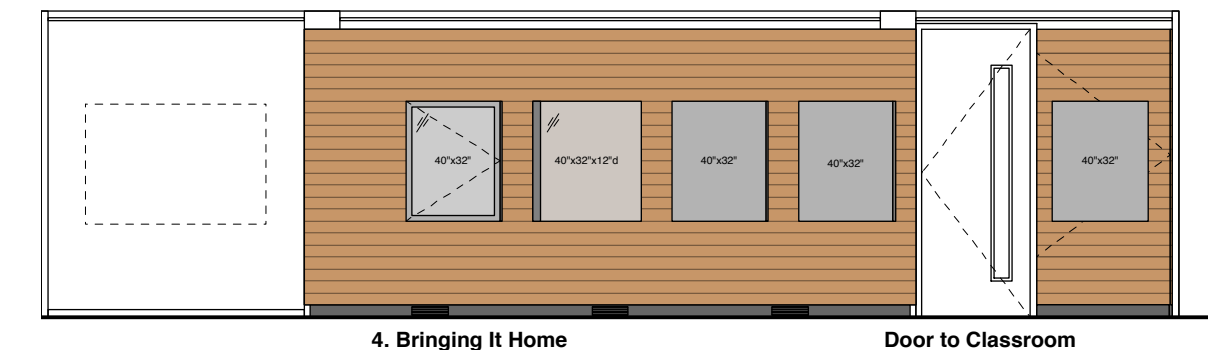 40"x32"
40"x32"x12"d
40"x32"
40"x32"
40"x32"
4. Bringing It Home
Door to Classroom